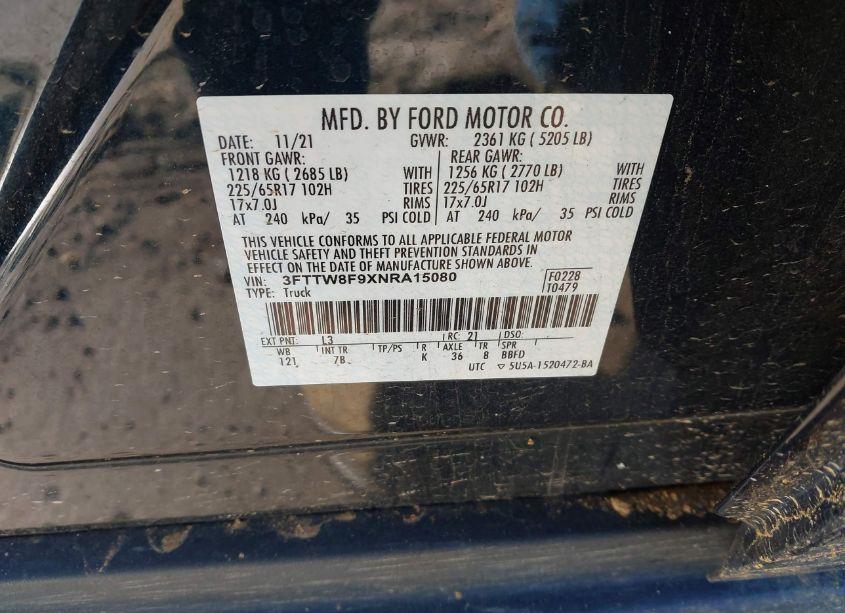 MFD. BY FORD MOTOR CO.
DATE: 11/21 GVWR: 2361 KG ( 5205 LB)
FRONT GAWR: REAR GAWR:
1218 KG ( 2685 LB) WITH 1256 KG ( 2770 LB) WITH
225/65R17 102H TIRES 225/65R17 102H TIRES
17x7.0J RIMS 17x7.0J RIMS
AT 240 kPa/ 35 PSI COLD AT 240 kPa/ 35 PSI COLD
THIS VEHICLE CONFORMS TO ALL APPLICABLE FEDERAL MOTOR
VEHICLE SAFETY AND THEFT PREVENTION STANDARDS IN
EFFECT ON THE DATE OF MANUFACTURE SHOWN ABOVE.
VIN: 3FTTW8F9XNRA15080 F0228
TYPE: Truck T0479
EXT PNT: L3 RC: 21 DSO:
WB INT TR TP/PS R AXLE TR SPR
121 7B K 36 8 BBFD
UTC ▽ 5U5A-1520472-BA